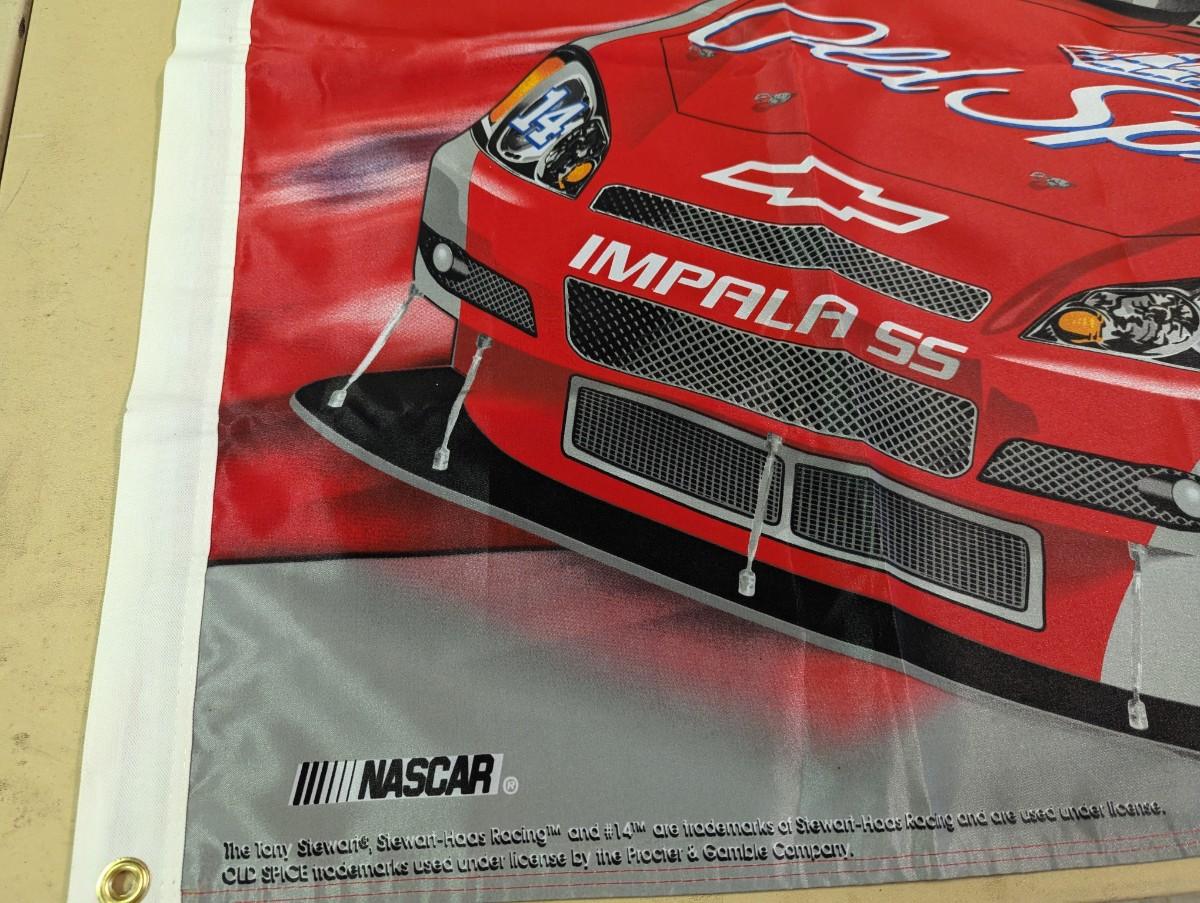 Old Sp
14
IMPALA SS
NASCAR®
The Tony Stewart®, Stewart-Haas Racing™ and #14™ are trademarks of Stewart-Haas Racing and are used under license.
OLD SPICE trademarks used under license by the Procter & Gamble Company.